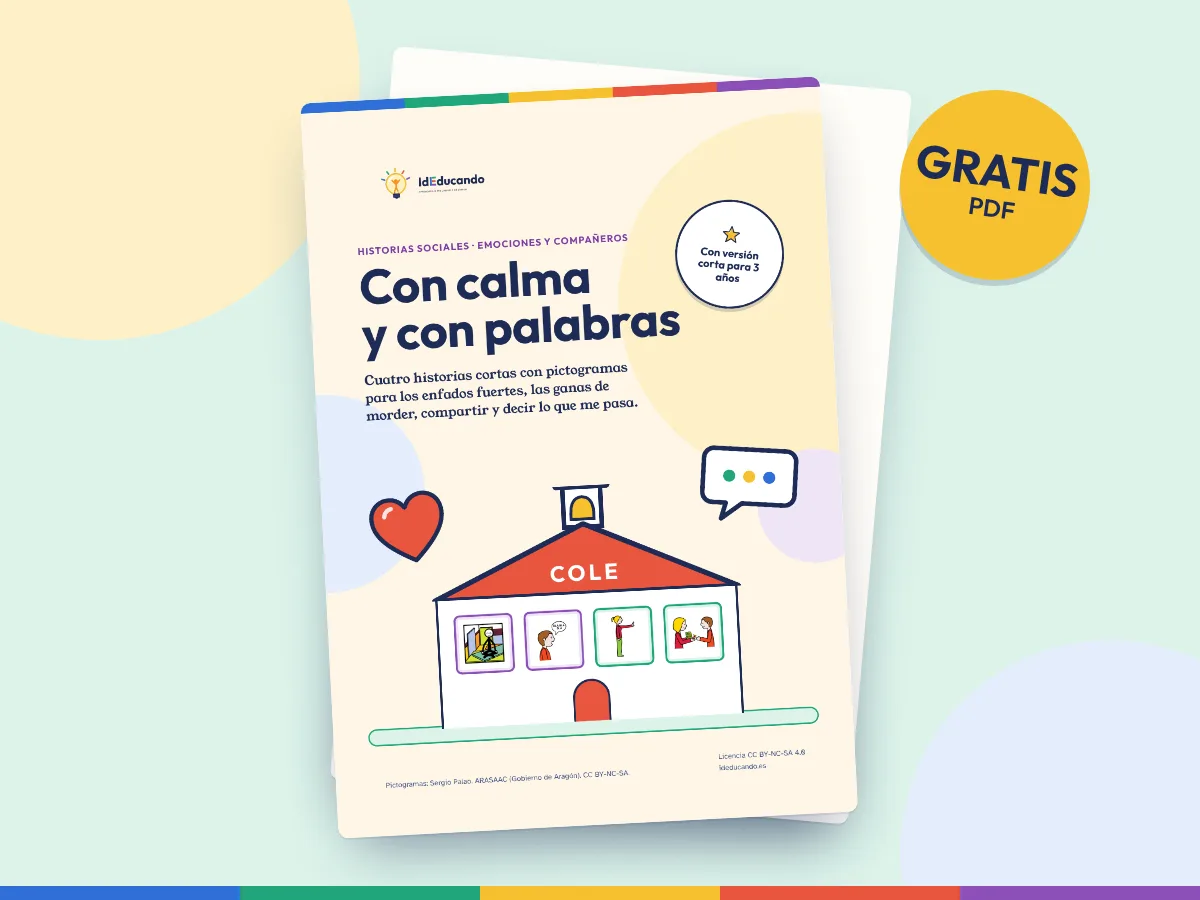 IdEducando
HISTORIAS SOCIALES · EMOCIONES Y COMPAÑEROS
Con calma
y con palabras
Cuatro historias cortas con pictogramas
para los enfados fuertes, las ganas de
morder, compartir y decir lo que me pasa.
Con versión
corta para 3
años
GRATIS
PDF
COLE
Pictogramas: Sergio Palao. ARASAAC (Gobierno de Aragón). CC BY-NC-SA
Licencia CC BY-NC-SA 4.0
ideducando.es